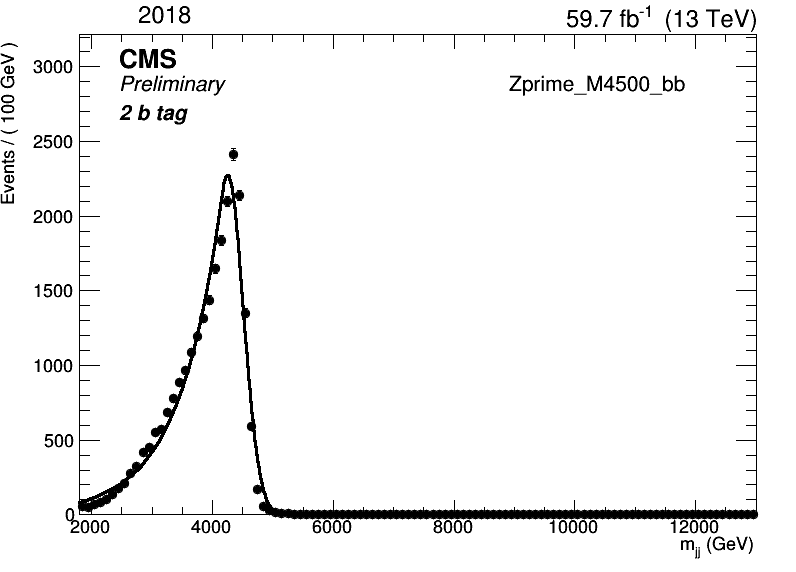 2018
59.7 fb⁻¹ (13 TeV)
CMS
Preliminary
2 b tag
Zprime_M4500_bb
Events / ( 100 GeV )
3000
2500
2000
1500
1000
500
0
2000 4000 6000 8000 10000 12000
m_jj (GeV)